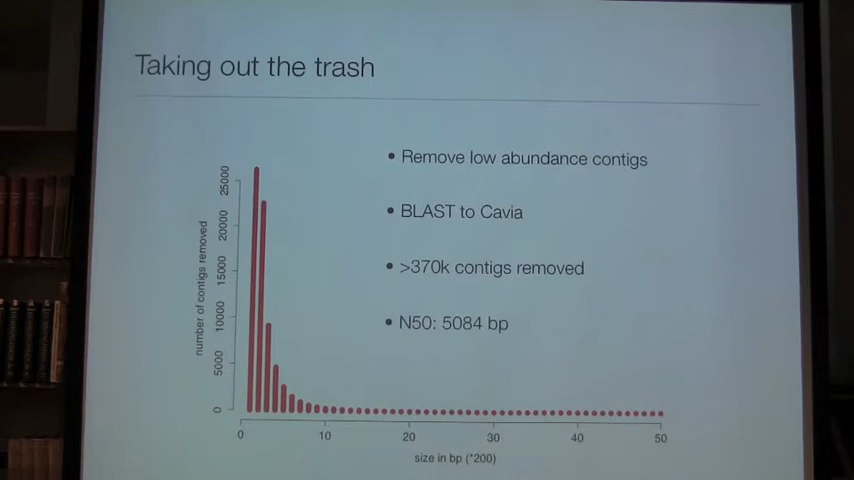 Taking out the trash
• Remove low abundance contigs
• BLAST to Cavia
• >370k contigs removed
• N50: 5084 bp
number of contigs removed
25000
20000
15000
10000
5000
0
0 10 20 30 40 50
size in bp (*200)